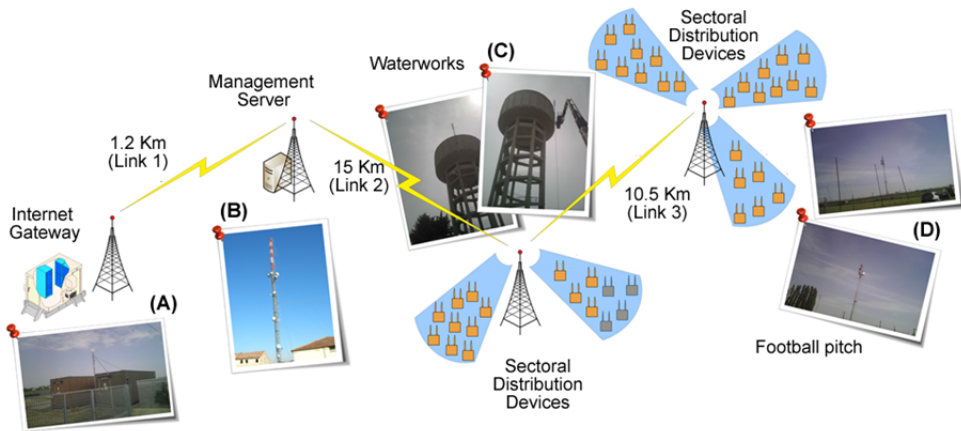 Internet
Gateway
(A)
1.2 Km
(Link 1)
Management
Server
(B)
15 Km
(Link 2)
Waterworks
(C)
Sectoral
Distribution
Devices
10.5 Km
(Link 3)
Sectoral
Distribution
Devices
(D)
Football pitch